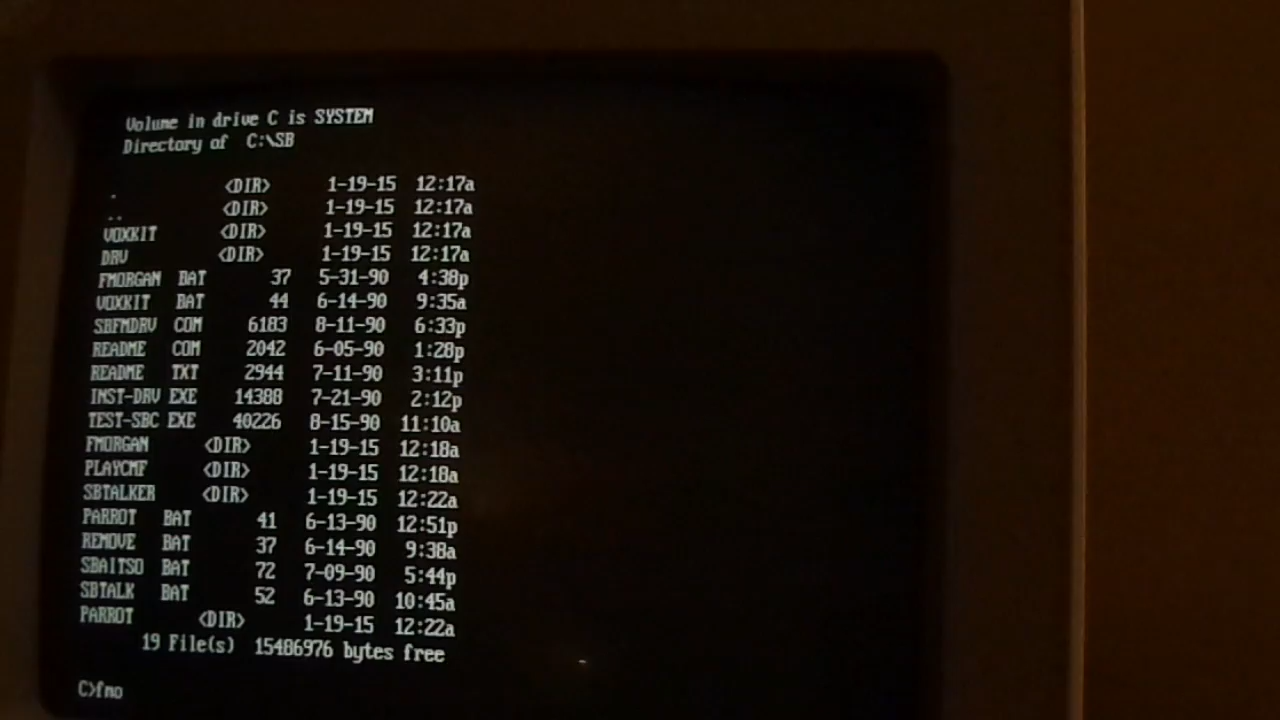 Volume in drive C is SYSTEM
Directory of C:\SB
. <DIR> 1-19-15 12:17a
.. <DIR> 1-19-15 12:17a
VOXKIT <DIR> 1-19-15 12:17a
DRV <DIR> 1-19-15 12:17a
FMORGAN BAT 37 5-31-90 4:38p
VOXKIT BAT 44 6-14-90 9:35a
SBFMDRV COM 6183 8-11-90 6:33p
README COM 2042 6-05-90 1:28p
README TXT 2944 7-11-90 3:11p
INST-DRV EXE 14388 7-21-90 2:12p
TEST-SBC EXE 40226 8-15-90 11:10a
FMORGAN <DIR> 1-19-15 12:18a
PLAYCMF <DIR> 1-19-15 12:18a
SBTALKER <DIR> 1-19-15 12:22a
PARROT BAT 41 6-13-90 12:51p
REMOVE BAT 37 6-14-90 9:38a
SBAITSO BAT 72 7-09-90 5:44p
SBTALK BAT 52 6-13-90 10:45a
PARROT <DIR> 1-19-15 12:22a
19 File(s) 15486976 bytes free
C>fmo